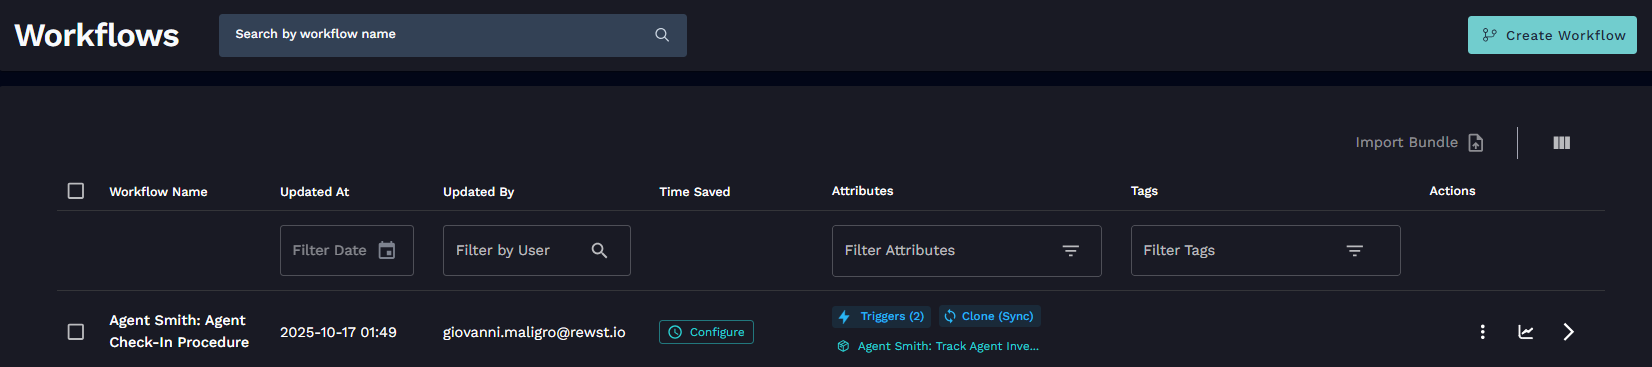 Workflows
Search by workflow name
Create Workflow
Import Bundle
Workflow Name Updated At Updated By Time Saved Attributes Tags Actions
Filter Date Filter by User Filter Attributes Filter Tags
Agent Smith: Agent
Check-In Procedure
2025-10-17 01:49
giovanni.maligro@rewst.io
Configure
Triggers (2) Clone (Sync)
Agent Smith: Track Agent Inve...